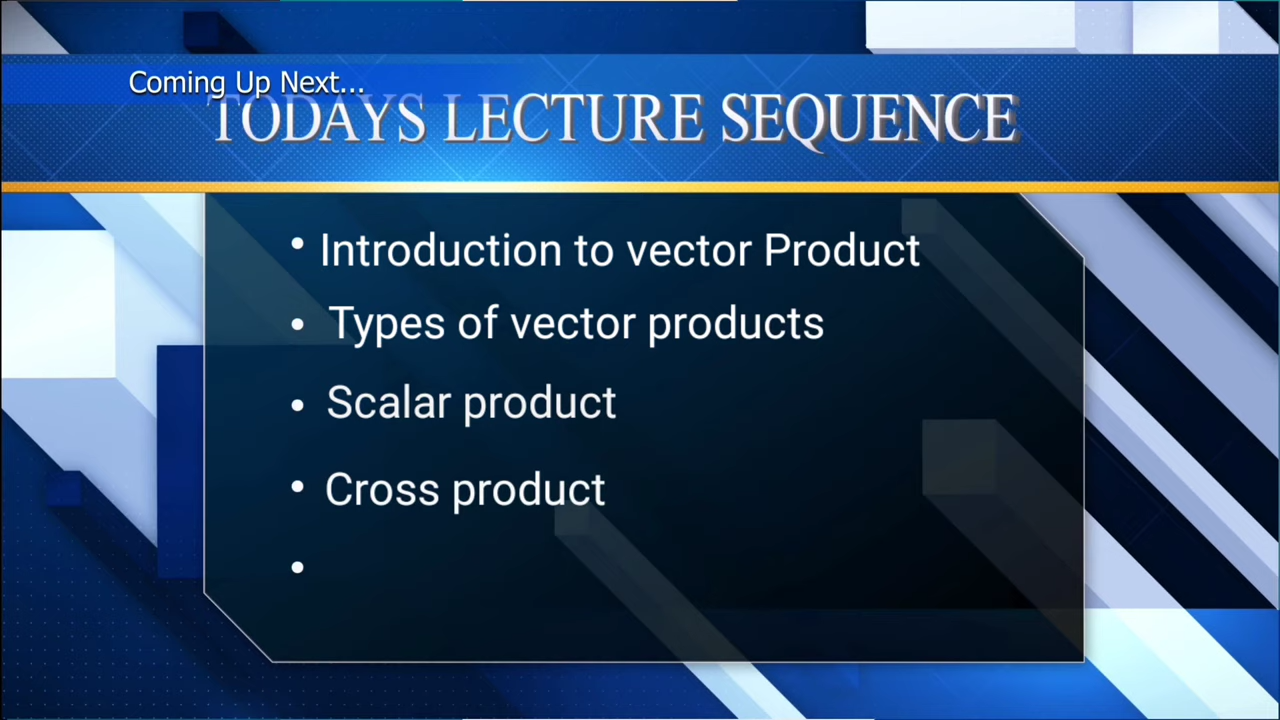 Coming Up Next...
TODAYS LECTURE SEQUENCE
• Introduction to vector Product
• Types of vector products
• Scalar product
• Cross product
•